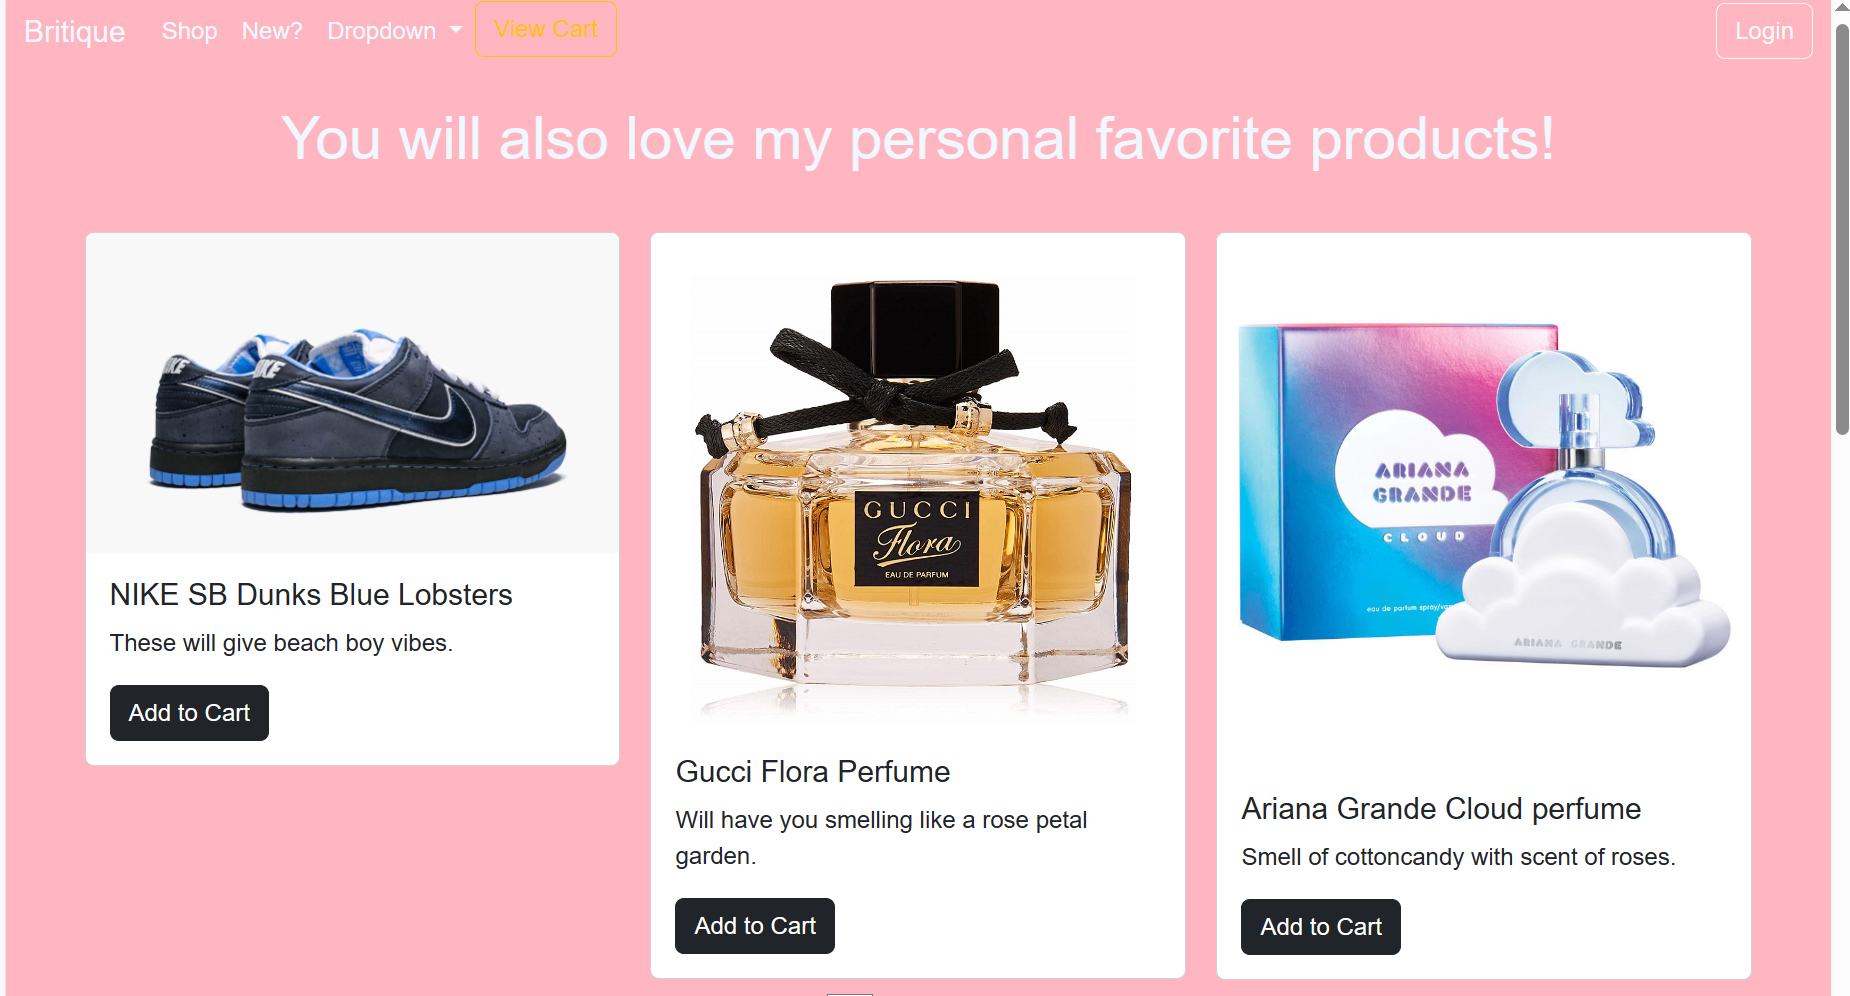 Britique Shop New? Dropdown View Cart Login
You will also love my personal favorite products!
NIKE
NIKE
GUCCI
Flora
EAU DE PARFUM
ARIANA
GRANDE
CLOUD
eau de parfum spray/
ARIANA GRANDE
NIKE SB Dunks Blue Lobsters
These will give beach boy vibes.
Add to Cart
Gucci Flora Perfume
Will have you smelling like a rose petal
garden.
Add to Cart
Ariana Grande Cloud perfume
Smell of cottoncandy with scent of roses.
Add to Cart